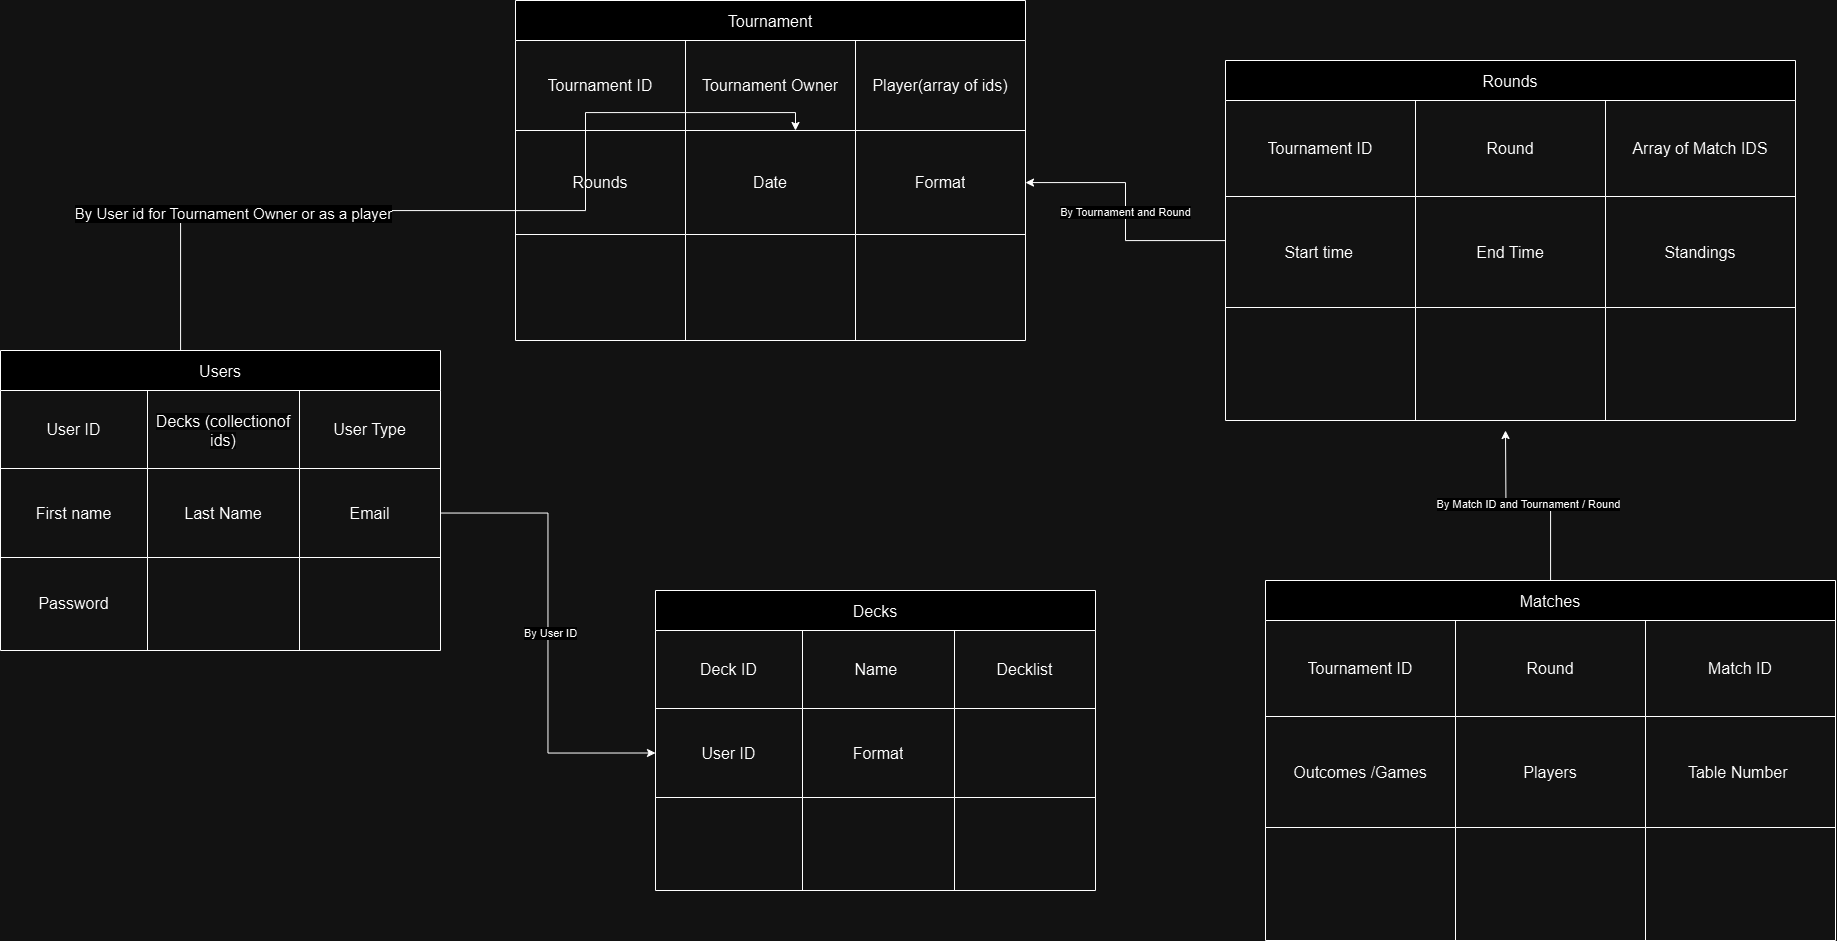 Tournament
Tournament ID
Tournament Owner
Player(array of ids)
Rounds
Date
Format
Rounds
Tournament ID
Round
Array of Match IDS
Start time
End Time
Standings
By Tournament and Round
By User id for Tournament Owner or as a player
Users
User ID
Decks (collectionof
ids)
User Type
First name
Last Name
Email
Password
By User ID
Decks
Deck ID
Name
Decklist
User ID
Format
By Match ID and Tournament / Round
Matches
Tournament ID
Round
Match ID
Outcomes /Games
Players
Table Number